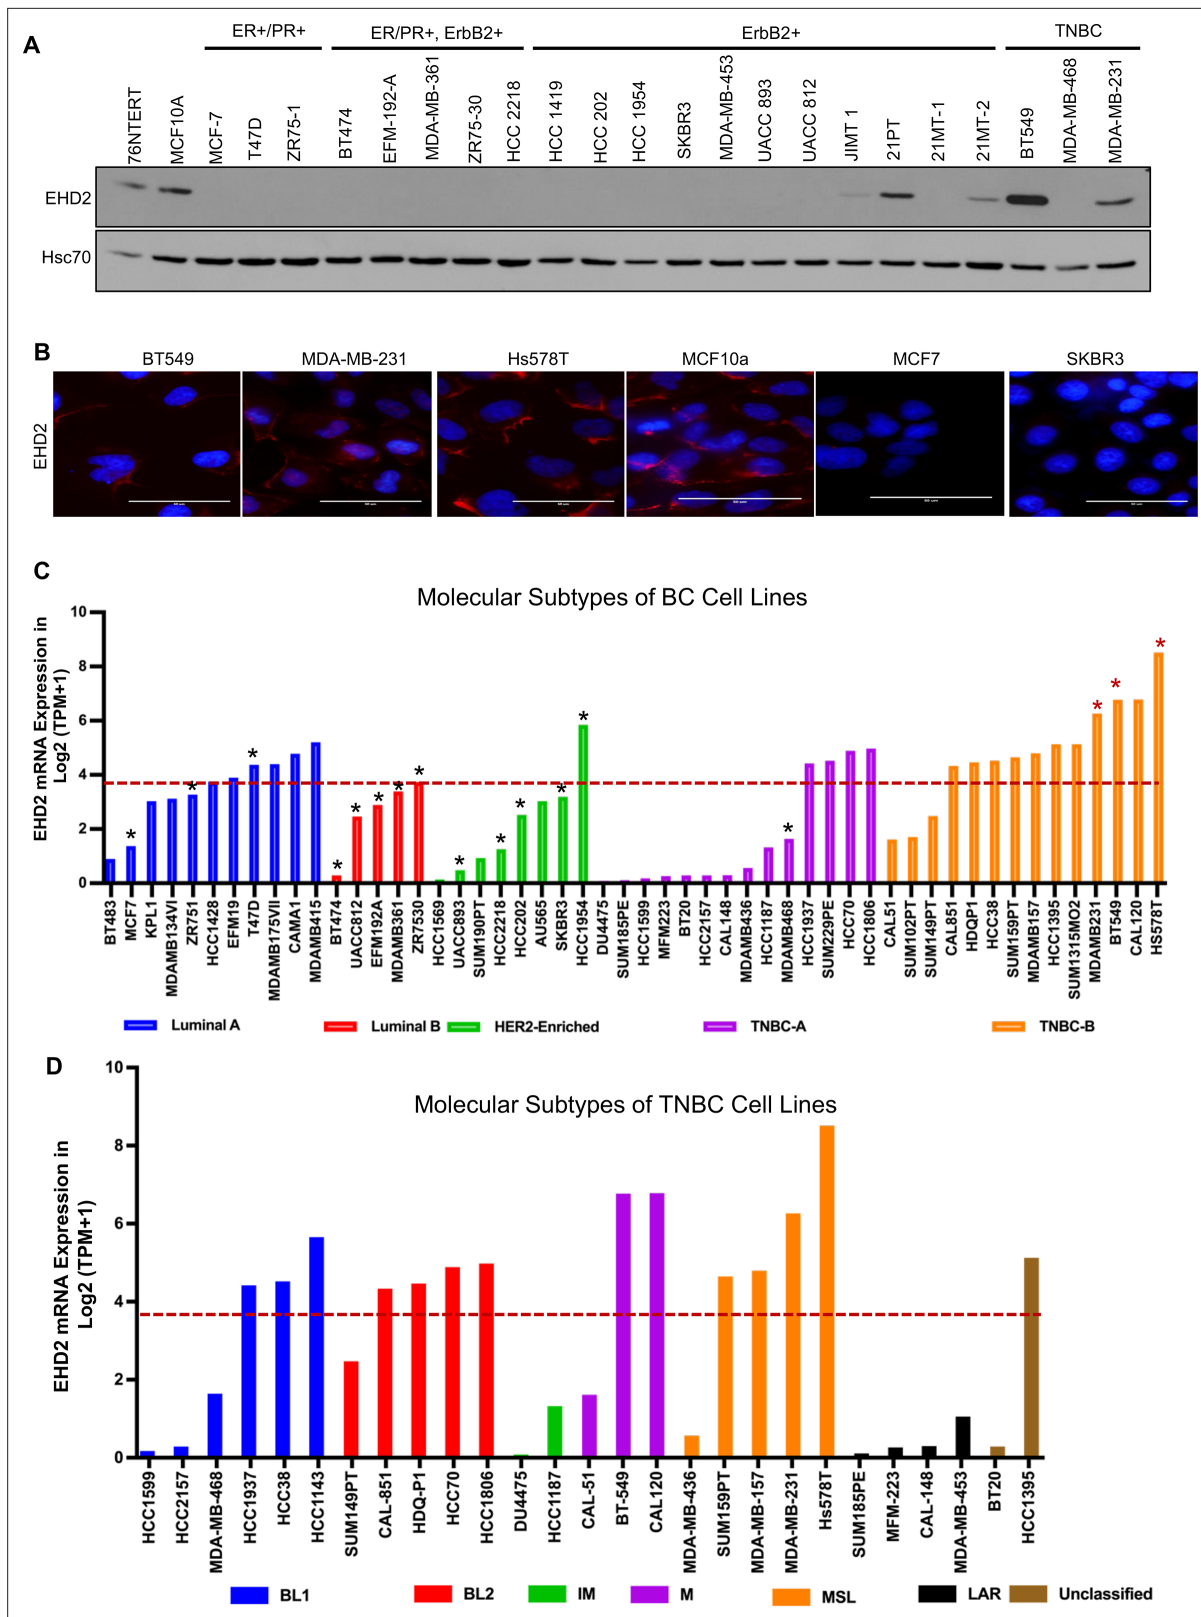 A
ER+/PR+ ER/PR+, ErbB2+ ErbB2+ TNBC
76NTERT MCF10A MCF-7 T47D ZR75-1 BT474 EFM-192-A MDA-MB-361 ZR75-30 HCC 2218 HCC 1419 HCC 202 HCC 1954 SKBR3 MDA-MB-453 UACC 893 UACC 812 JIMT 1 21PT 21MT-1 21MT-2 BT549 MDA-MB-468 MDA-MB-231
EHD2
Hsc70
B
BT549 MDA-MB-231 Hs578T MCF10a MCF7 SKBR3
EHD2
C
Molecular Subtypes of BC Cell Lines
EHD2 mRNA Expression in
Log2 (TPM+1)
10
8
6
4
2
0
* * * * * * * * * * * * * * * * *
BT483 MCF7 KPL1 MDAMB134VI ZR751 HCC1428 EFM19 T47D MDAMB175VII CAMA1 MDAMB415 BT474 UACC812 EFM192A MDAMB361 ZR7530 HCC1569 UACC893 SUM190PT HCC2218 HCC202 AU565 SKBR3 HCC1954 DU4475 SUM185PE HCC1599 MFM223 BT20 HCC2157 CAL148 MDAMB436 HCC1187 MDAMB468 HCC1937 SUM229PE HCC70 HCC1806 CAL51 SUM102PT SUM149PT CAL851 HDQP1 HCC38 SUM159PT MDAMB157 HCC1395 SUM1315MO2 MDAMB231 BT549 CAL120 HS578T
Luminal A Luminal B HER2-Enriched TNBC-A TNBC-B
D
Molecular Subtypes of TNBC Cell Lines
EHD2 mRNA Expression in
Log2 (TPM+1)
10
8
6
4
2
0
HCC1599 HCC2157 MDA-MB-468 HCC1937 HCC38 HCC1143 SUM149PT CAL-851 HDQ-P1 HCC70 HCC1806 DU4475 HCC1187 CAL-51 BT-549 CAL120 MDA-MB-436 SUM159PT MDA-MB-157 MDA-MB-231 Hs578T SUM185PE MFM-223 CAL-148 MDA-MB-453 BT20 HCC1395
BL1 BL2 IM M MSL LAR Unclassified